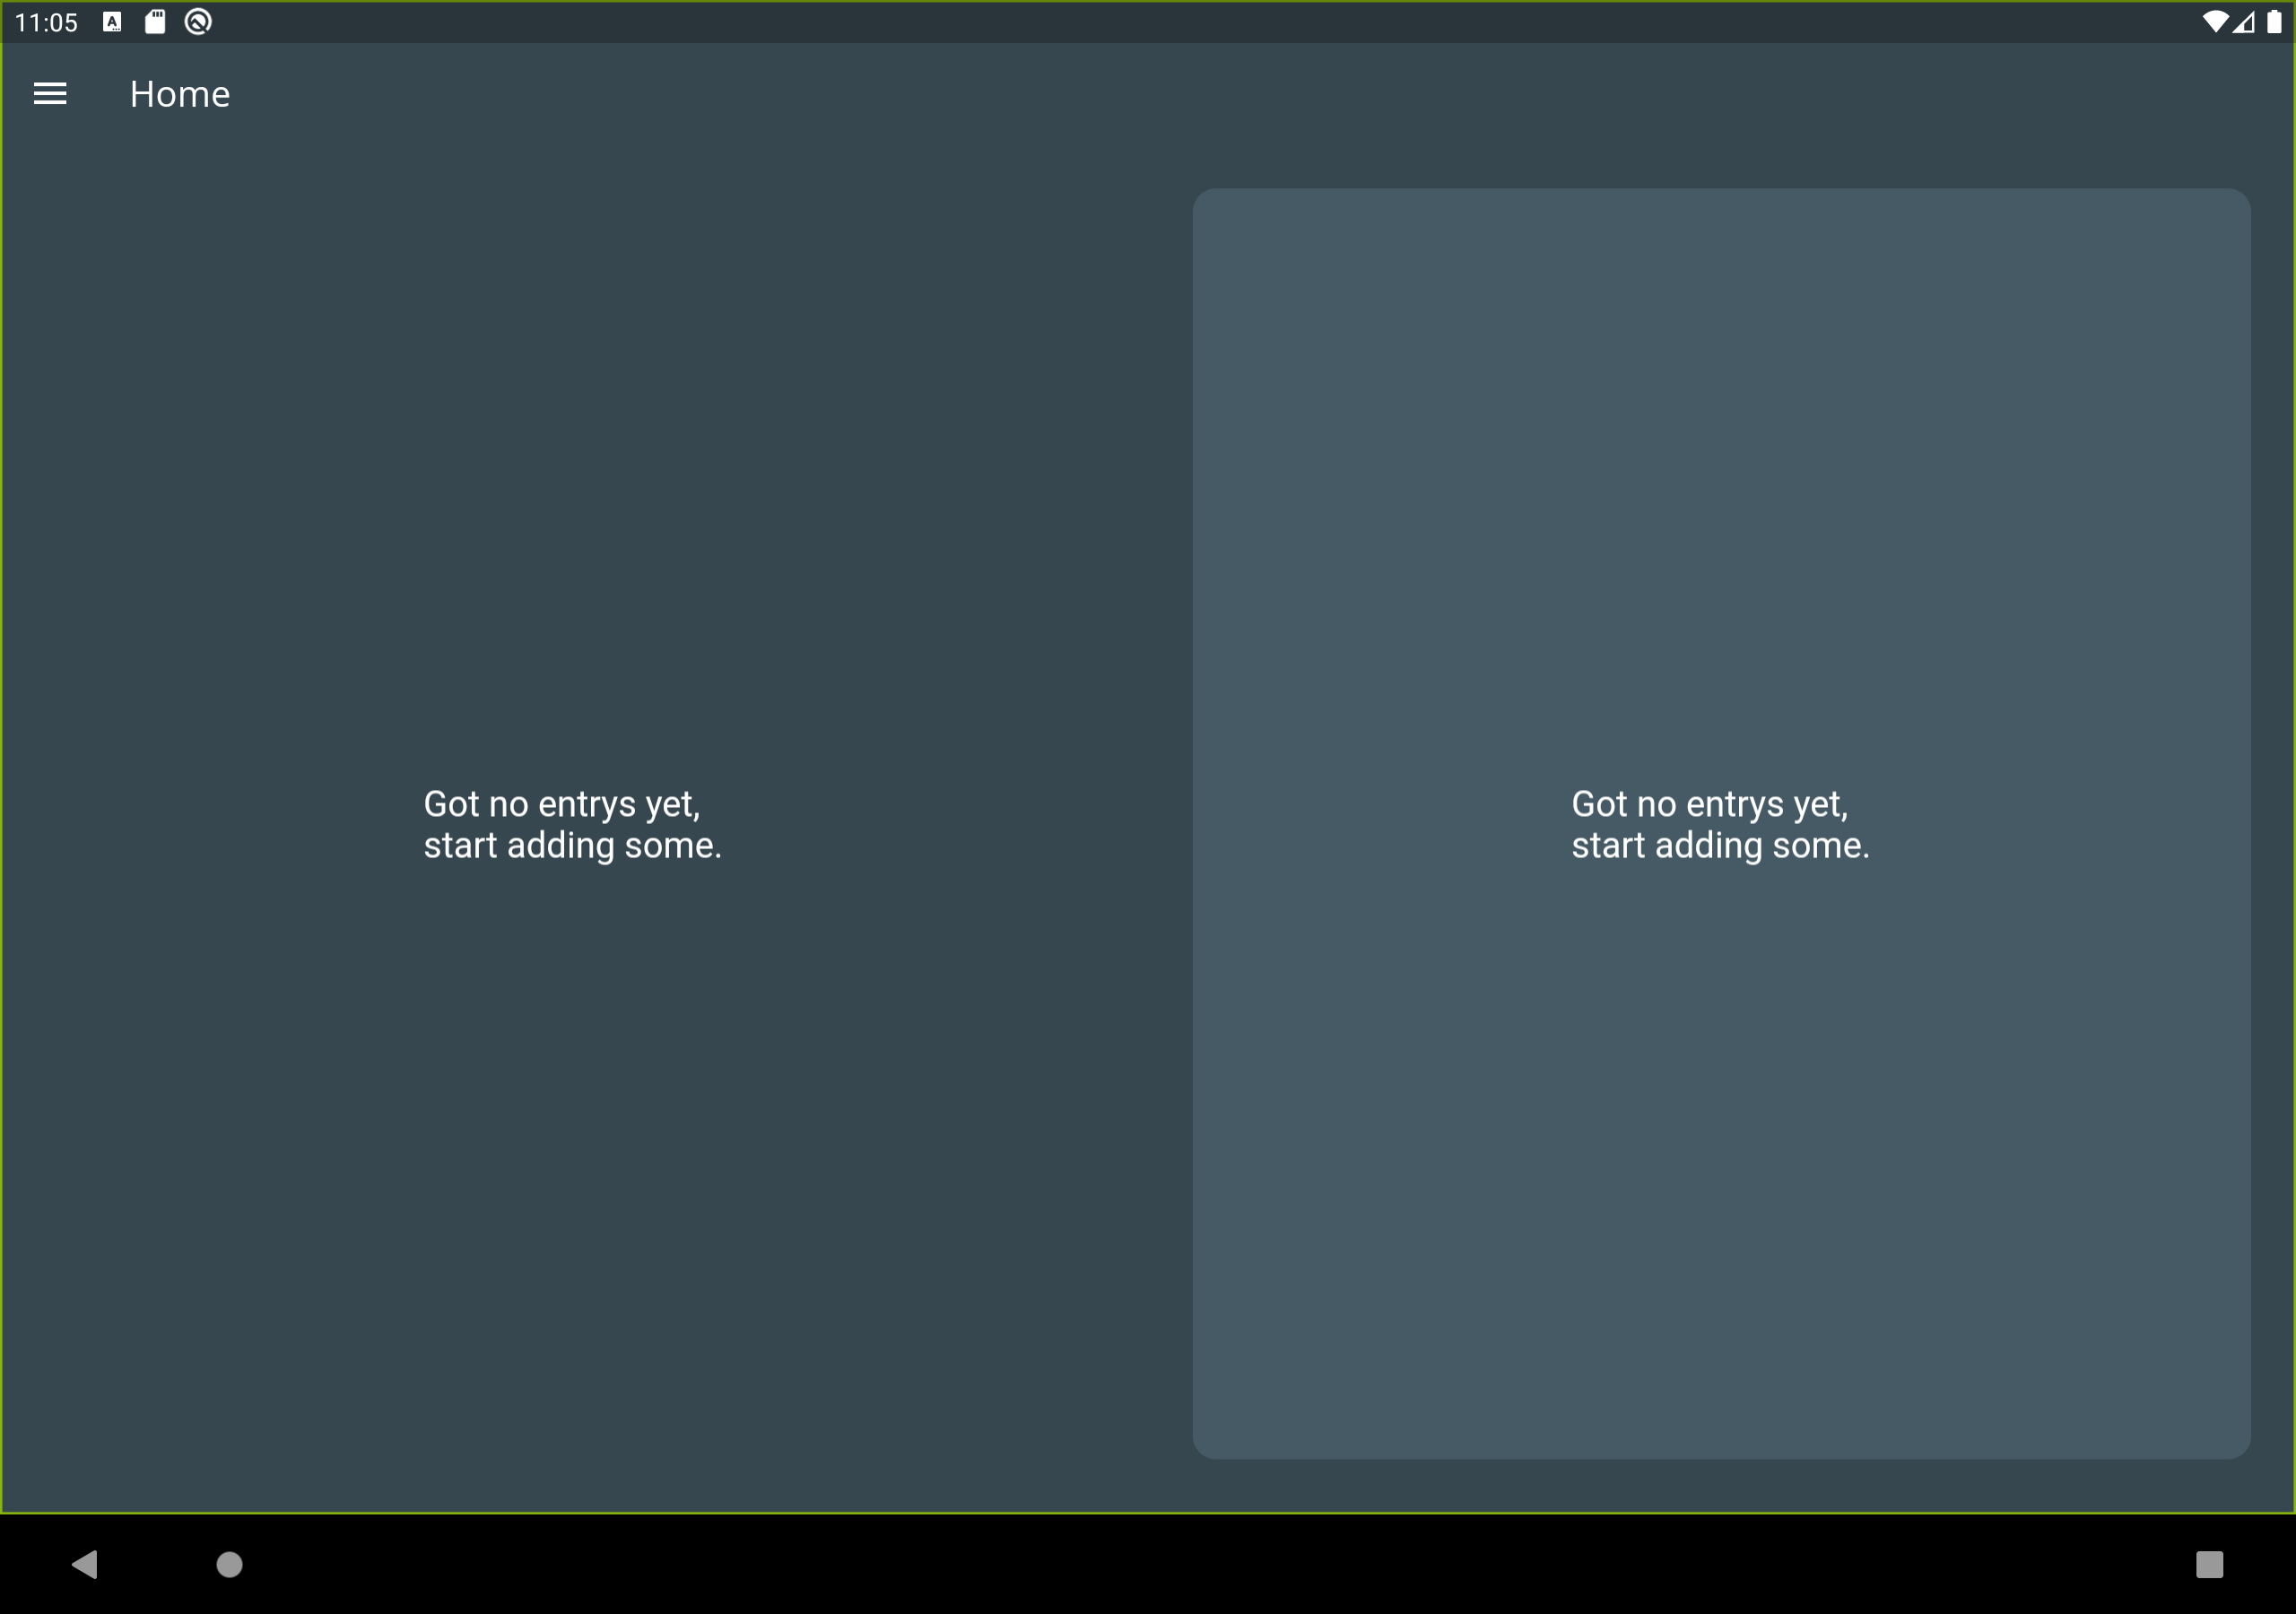 11:05
Home
Got no entrys yet,
start adding some.
Got no entrys yet,
start adding some.